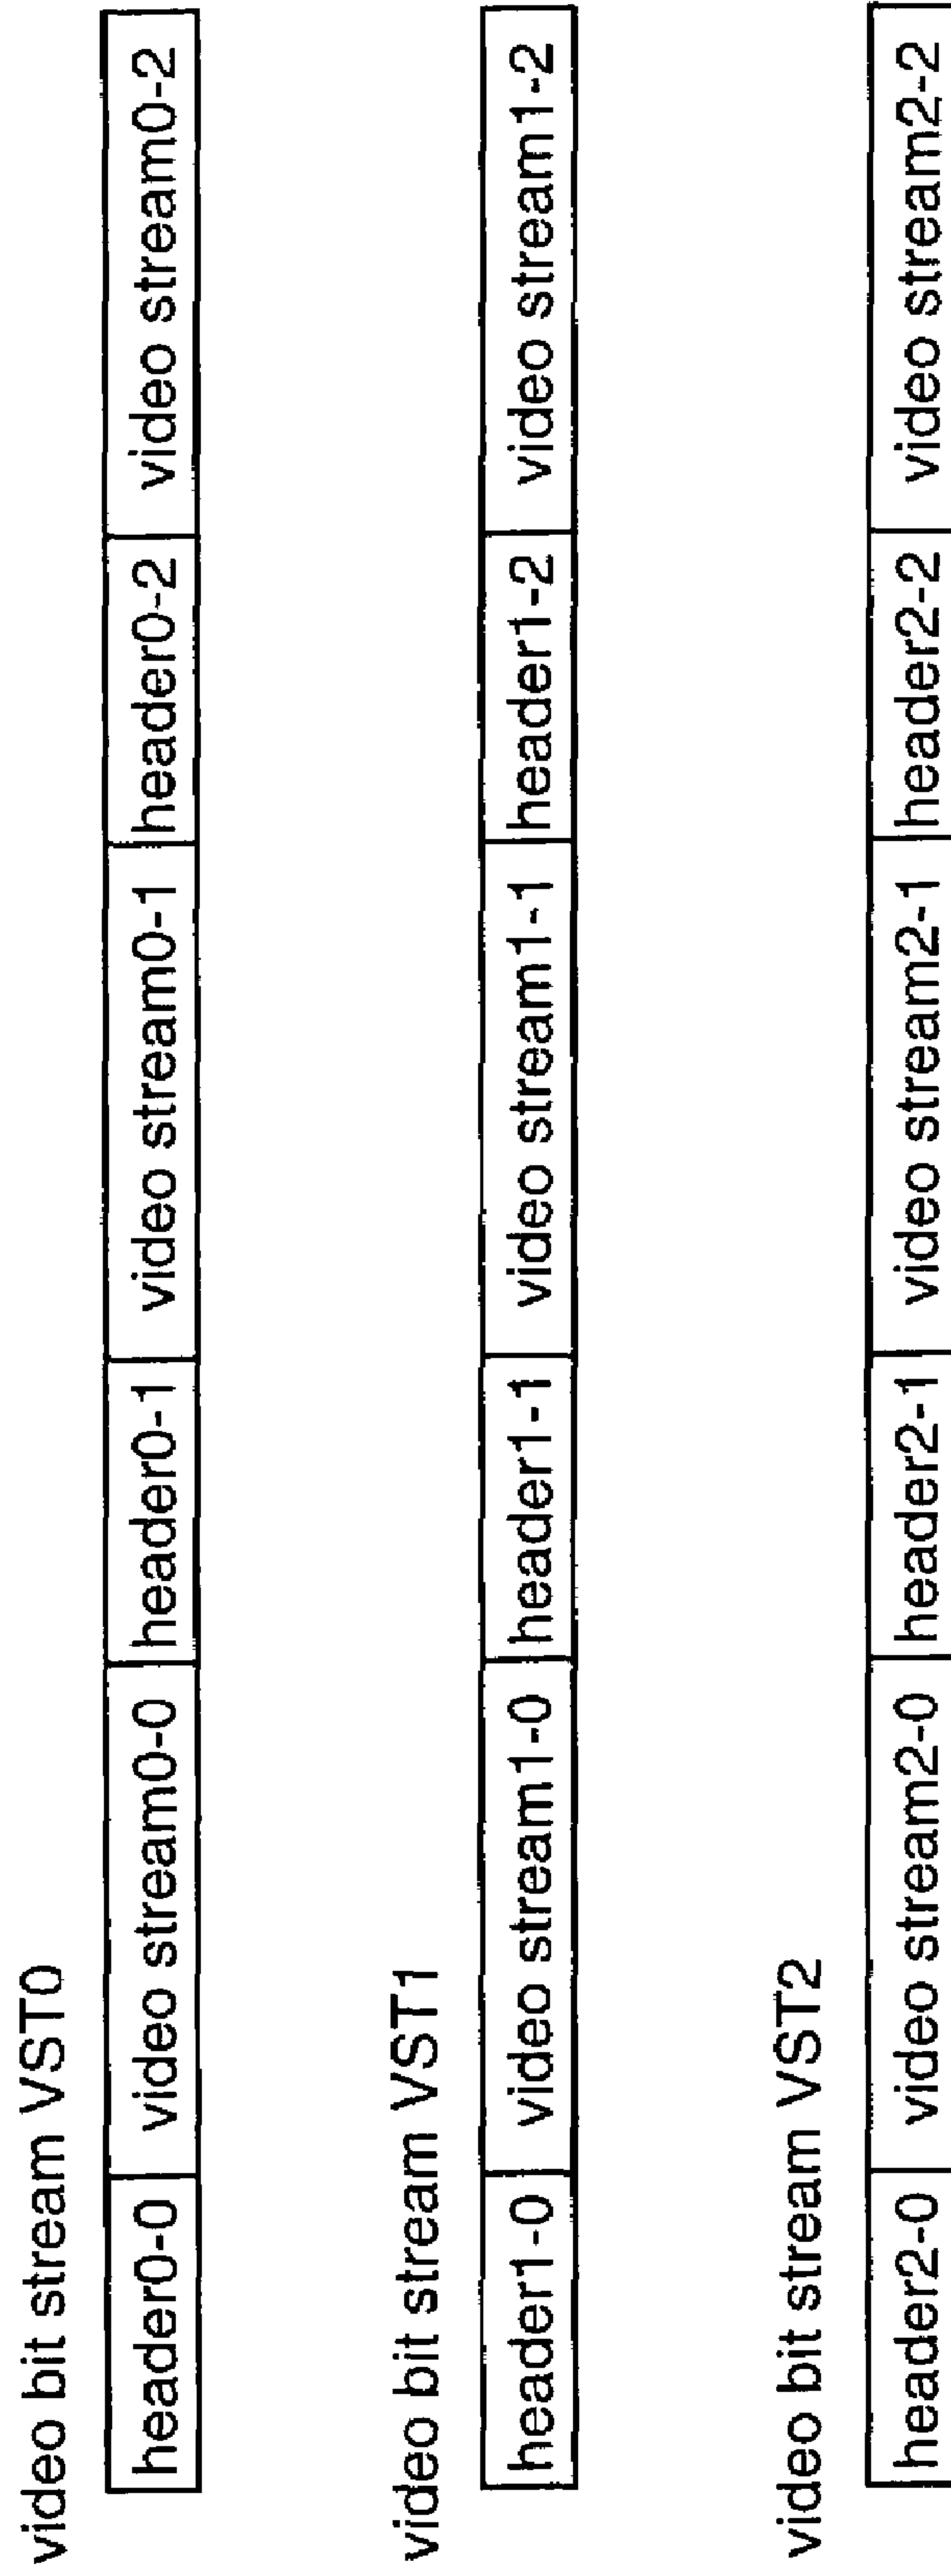 video bit stream VST0
header0-0 video stream0-0 header0-1 video stream0-1 header0-2 video stream0-2
video bit stream VST1
header1-0 video stream1-0 header1-1 video stream1-1 header1-2 video stream1-2
video bit stream VST2
header2-0 video stream2-0 header2-1 video stream2-1 header2-2 video stream2-2